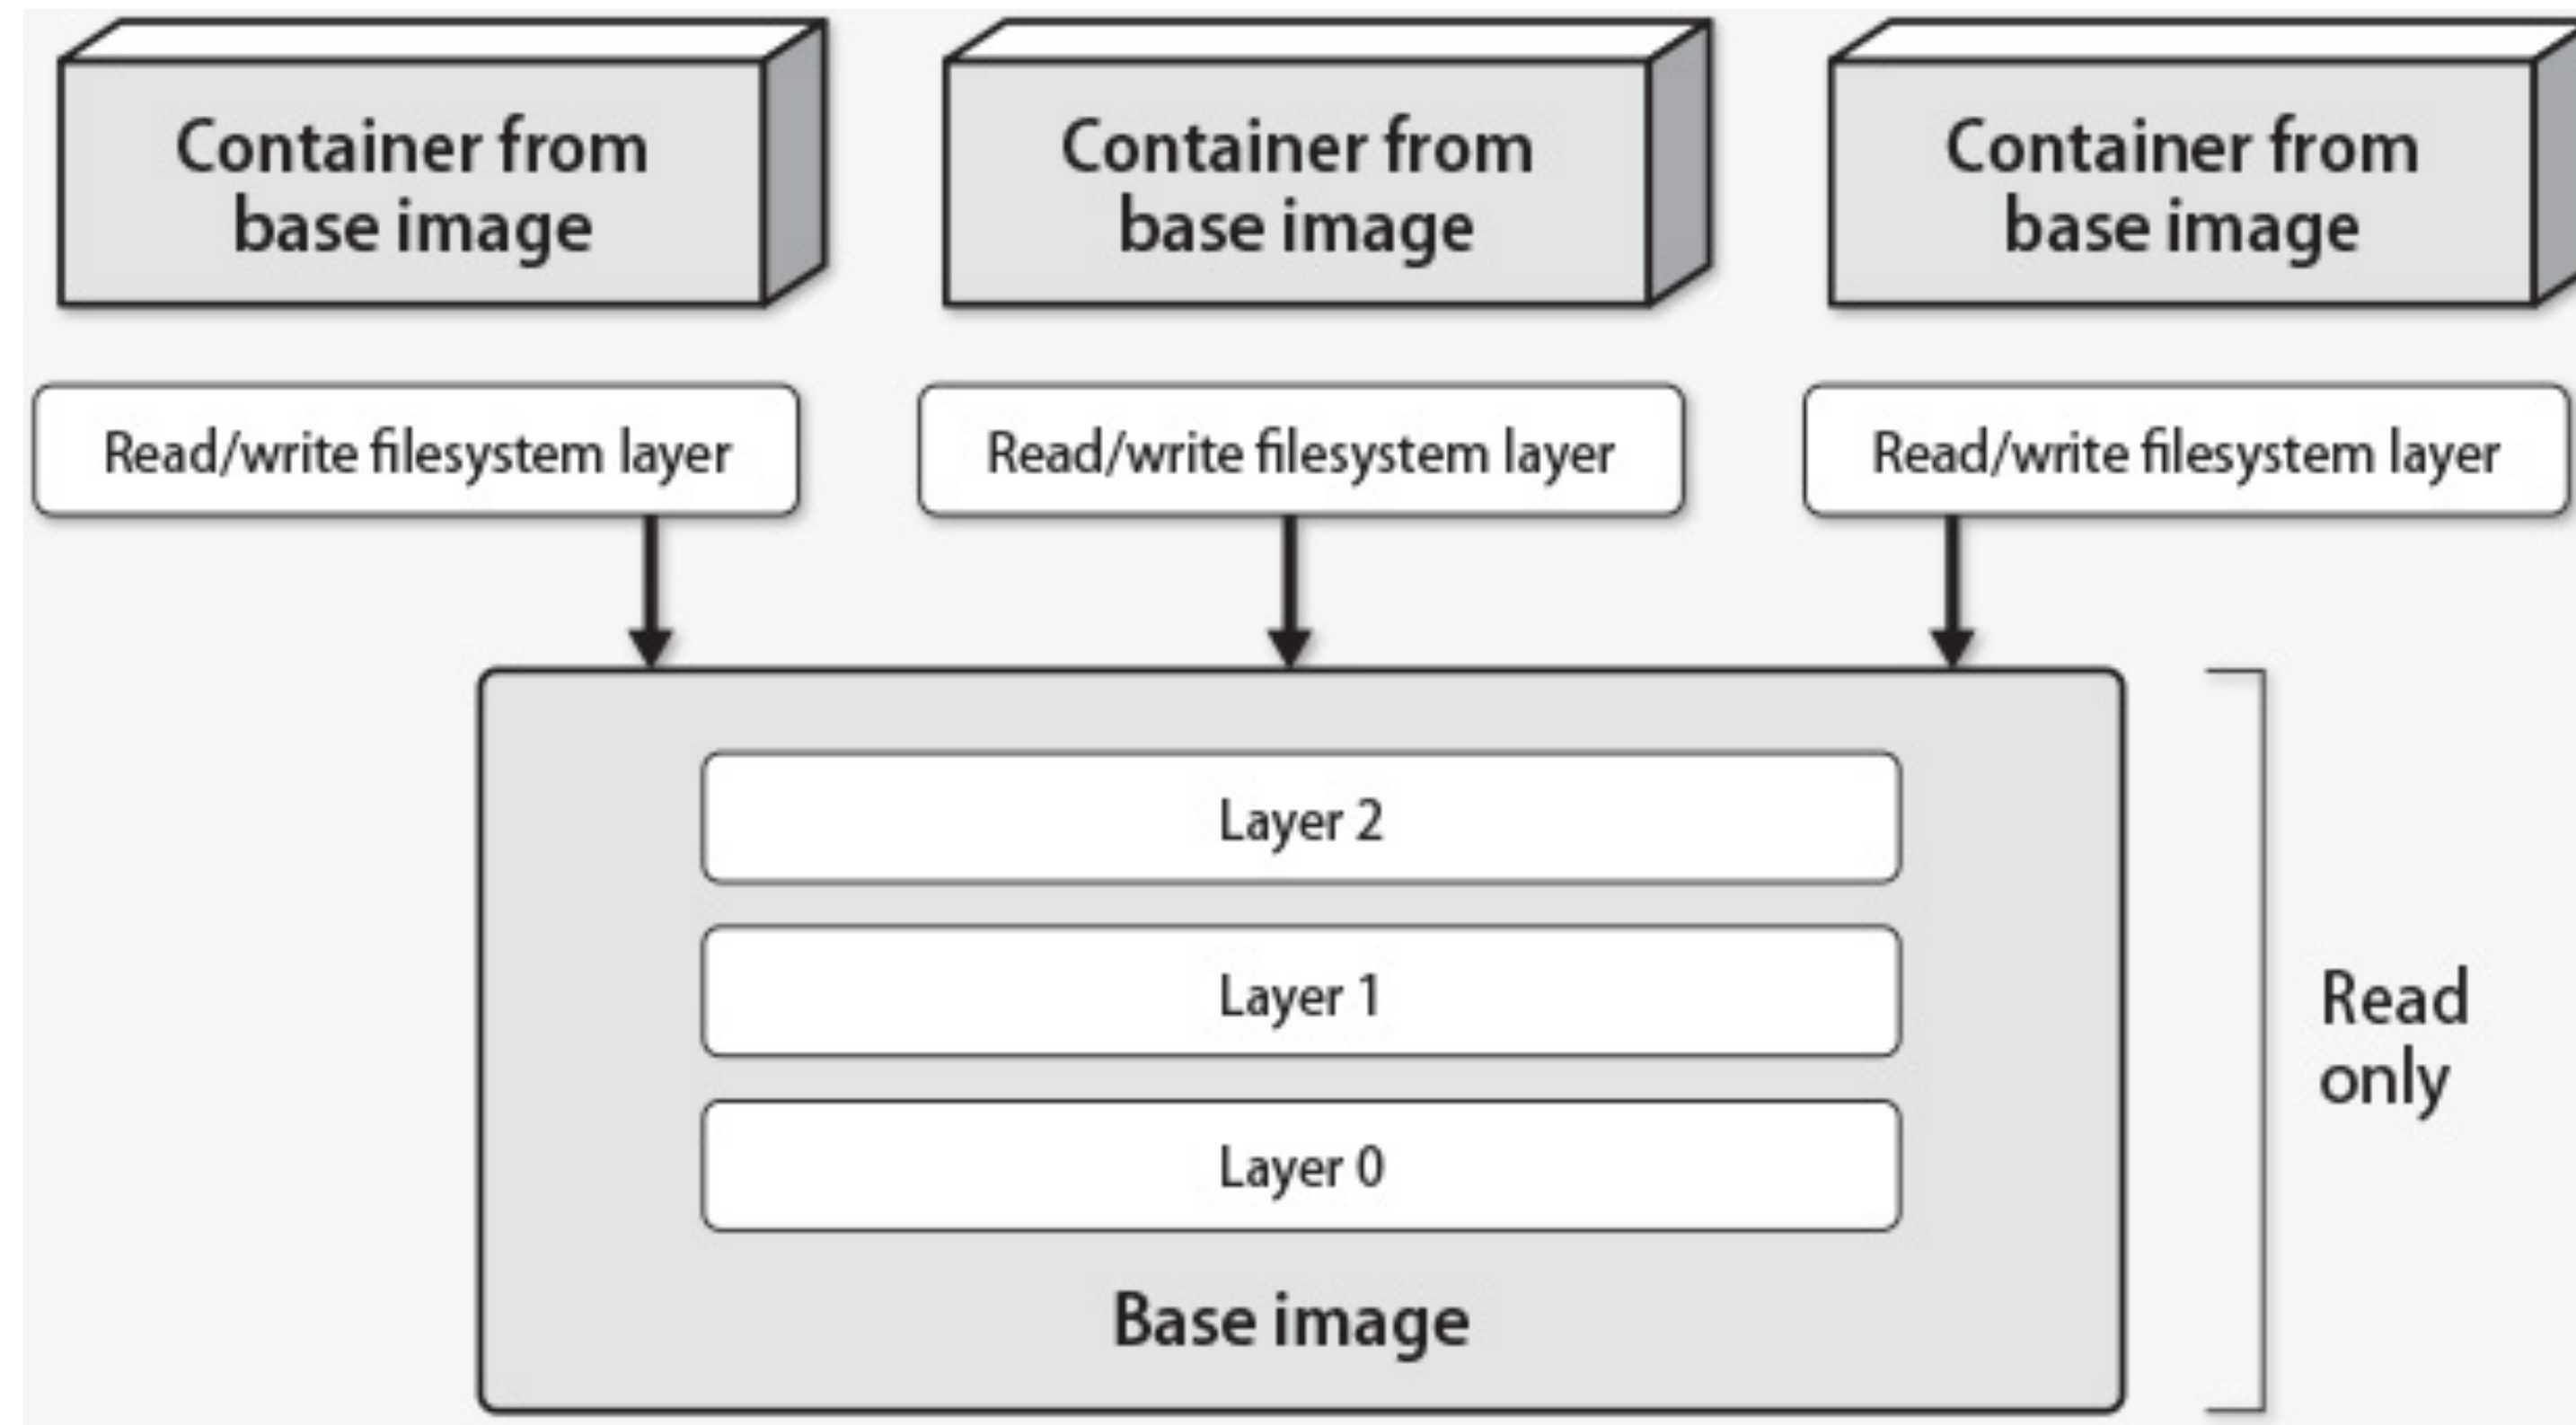 Container from
base image
Container from
base image
Container from
base image
Read/write filesystem layer
Read/write filesystem layer
Read/write filesystem layer
Layer 2
Layer 1
Layer 0
Base image
Read
only